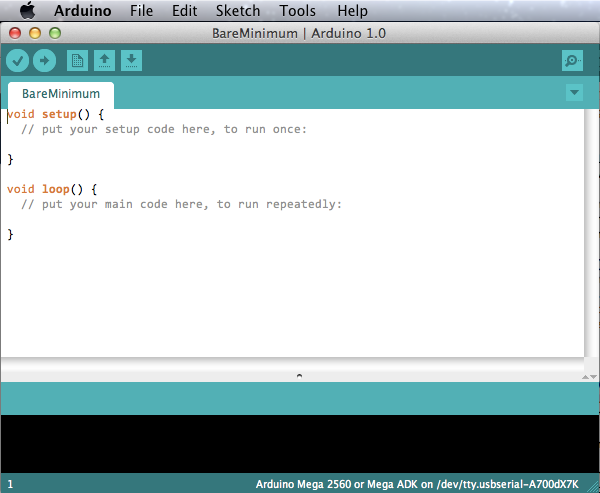 Arduino File Edit Sketch Tools Help
BareMinimum | Arduino 1.0
BareMinimum
void setup() {
// put your setup code here, to run once:
}
void loop() {
// put your main code here, to run repeatedly:
}
1 Arduino Mega 2560 or Mega ADK on /dev/tty.usbserial-A700dX7K